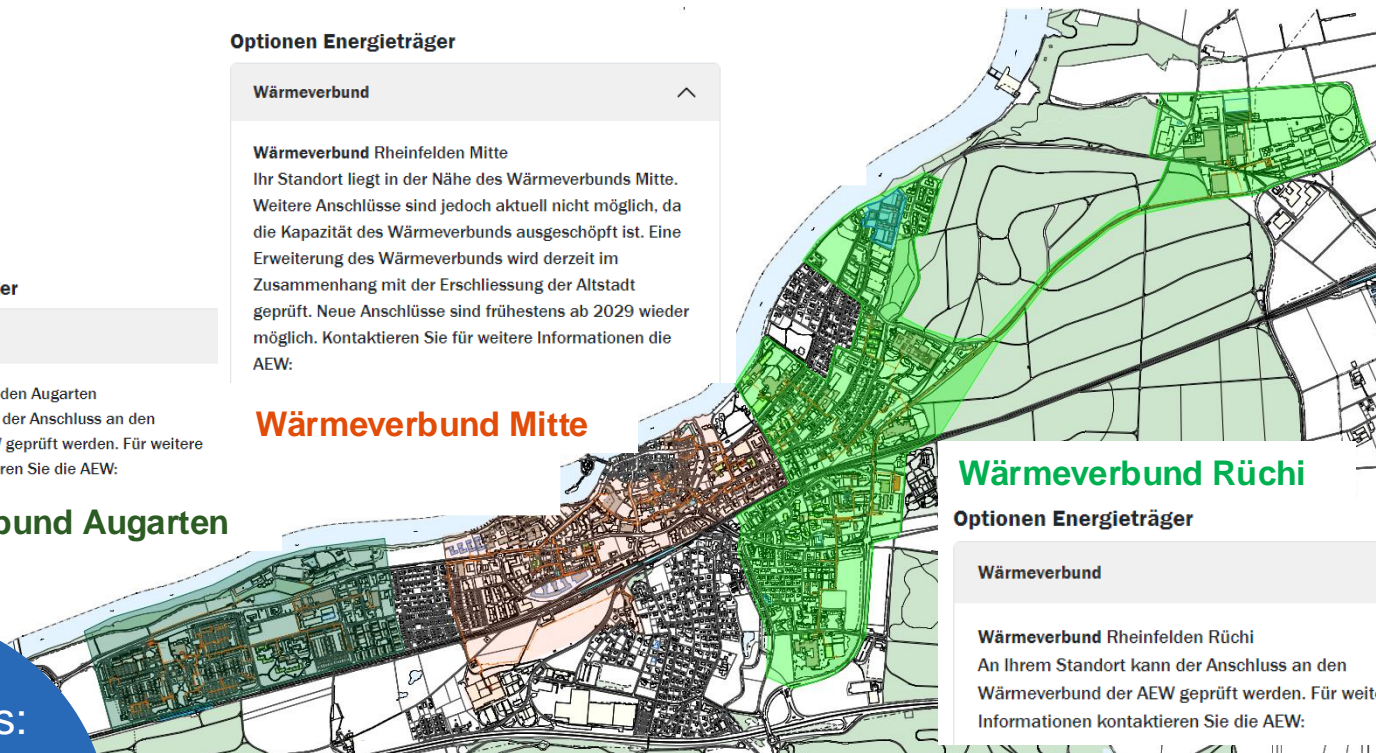 Optionen Energieträger
Wärmeverbund
Wärmeverbund Rheinfelden Mitte
Ihr Standort liegt in der Nähe des Wärmeverbunds Mitte.
Weitere Anschlüsse sind jedoch aktuell nicht möglich, da
die Kapazität des Wärmeverbunds ausgeschöpft ist. Eine
Erweiterung des Wärmeverbunds wird derzeit im
Zusammenhang mit der Erschliessung der Altstadt
geprüft. Neue Anschlüsse sind frühestens ab 2029 wieder
möglich. Kontaktieren Sie für weitere Informationen die
AEW:
Wärmeverbund Mitte
er
den Augarten
der Anschluss an den
geprüft werden. Für weitere
ren Sie die AEW:
bund Augarten
Wärmeverbund Rüchi
Optionen Energieträger
Wärmeverbund
Wärmeverbund Rheinfelden Rüchi
An Ihrem Standort kann der Anschluss an den
Wärmeverbund der AEW geprüft werden. Für weite
Informationen kontaktieren Sie die AEW:
s: